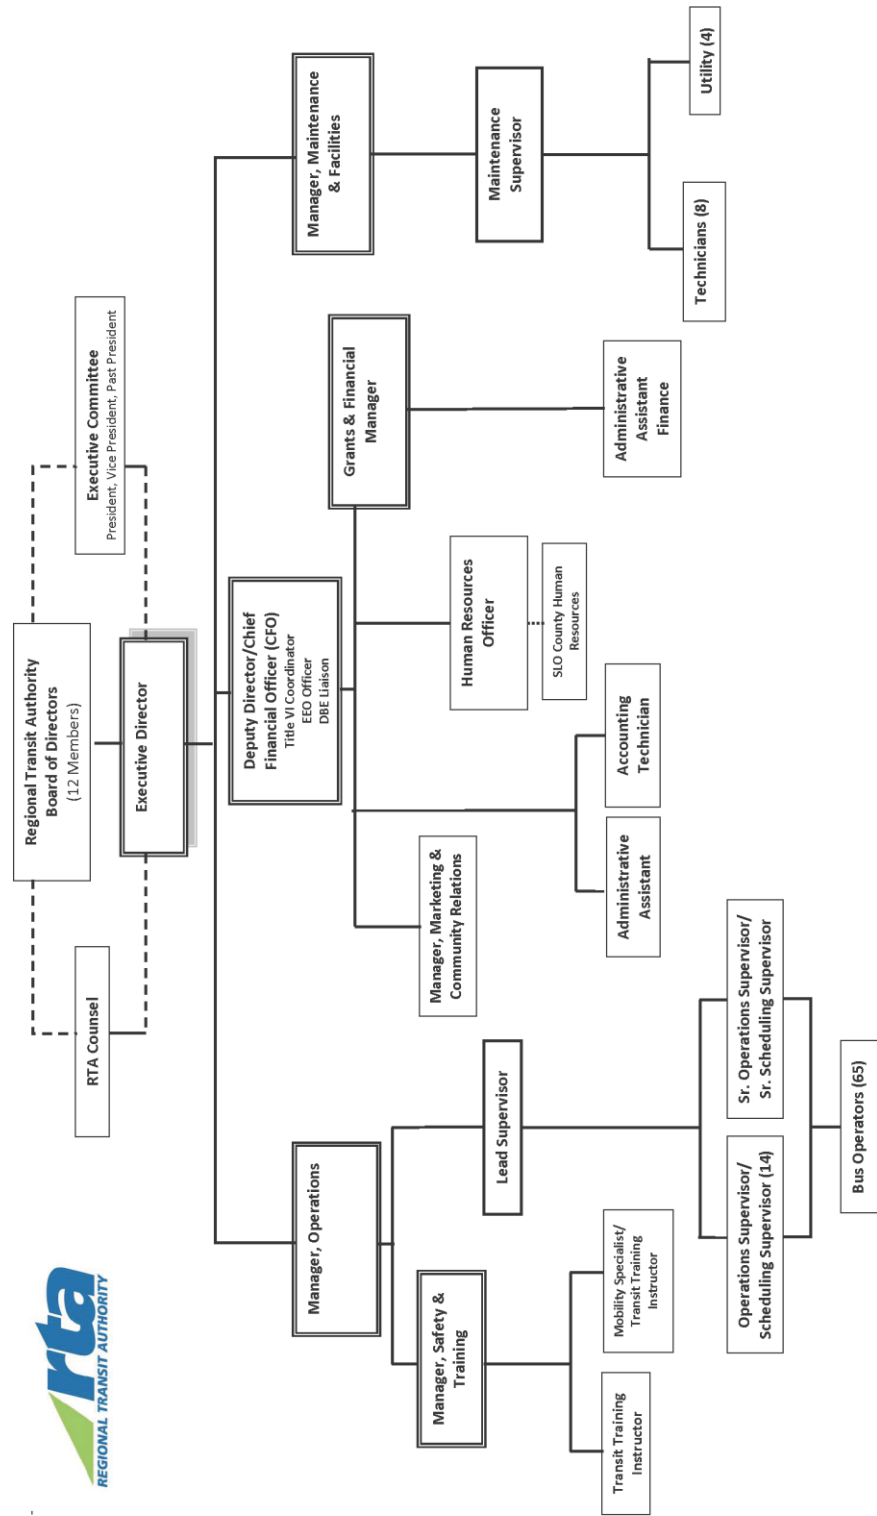 rta
REGIONAL TRANSIT AUTHORITY
Regional Transit Authority
Board of Directors
(12 Members)
RTA Counsel
Executive Committee
President, Vice President, Past President
Executive Director
Deputy Director/Chief
Financial Officer (CFO)
Title VI Coordinator
EEO Officer
DBE Liaison
Manager, Operations
Manager, Maintenance
& Facilities
Grants & Financial
Manager
Manager, Safety &
Training
Lead Supervisor
Manager, Marketing &
Community Relations
Human Resources
Officer
SLO County Human
Resources
Maintenance
Supervisor
Transit Training
Instructor
Mobility Specialist/
Transit Training
Instructor
Administrative
Assistant
Accounting
Technician
Administrative
Assistant
Finance
Technicians (8)
Utility (4)
Operations Supervisor/
Scheduling Supervisor (14)
Sr. Operations Supervisor/
Sr. Scheduling Supervisor
Bus Operators (65)